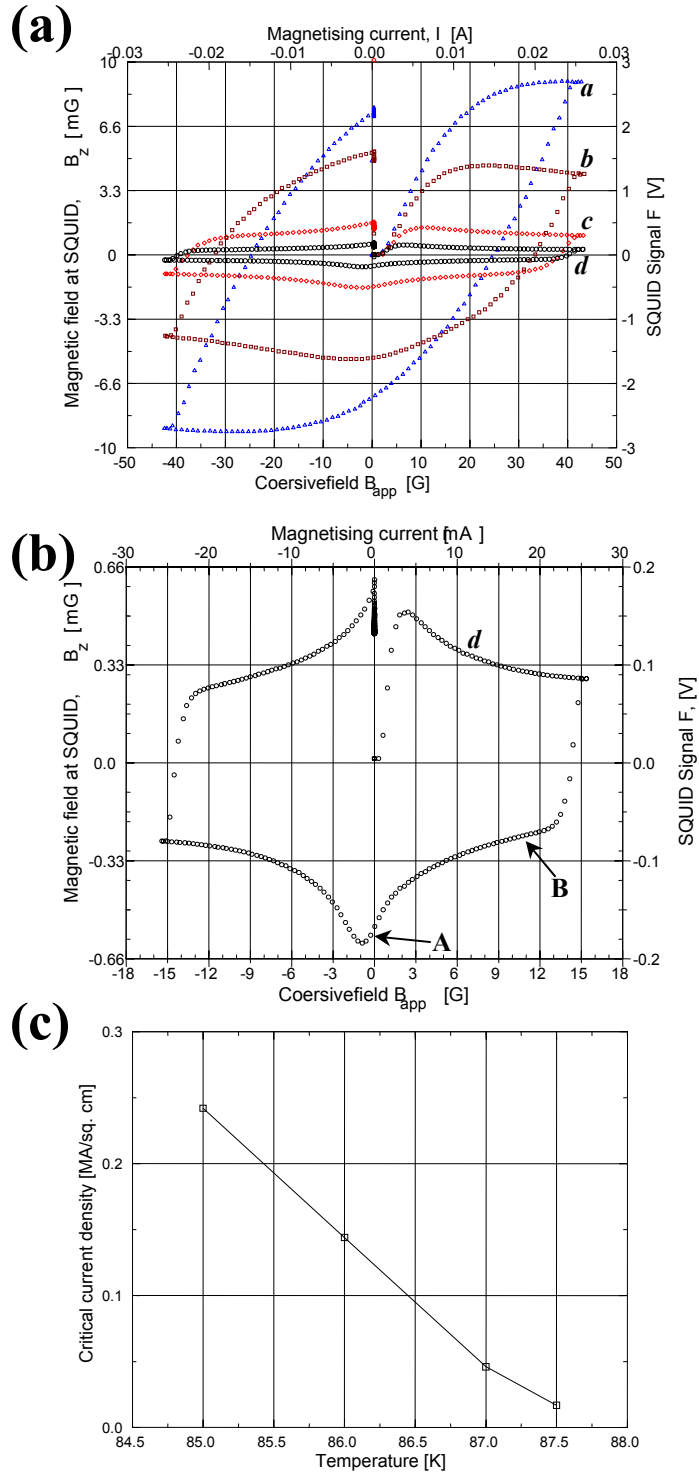 (a)
Magnetising current, I [A]
-0.03 -0.02 -0.01 0.00 0.01 0.02 0.03
Magnetic field at SQUID, B_z [mG]
10
6.6
3.3
0
-3.3
-6.6
-10
a
b
c
d
3
2
1
0
-1
-2
-3
SQUID Signal F [V]
-50 -40 -30 -20 -10 0 10 20 30 40 50
Coersivefield B_app [G]
(b)
Magnetising current [mA]
-30 -20 -10 0 10 20 30
Magnetic field at SQUID, B_z [mG]
0.66
0.33
0.0
-0.33
-0.66
d
B
A
0.2
0.1
0.0
-0.1
-0.2
SQUID Signal F, [V]
-18 -15 -12 -9 -6 -3 0 3 6 9 12 15 18
Coersivefield B_app [G]
(c)
Critical current density [MA/sq. cm]
0.3
0.2
0.1
0.0
84.5 85.0 85.5 86.0 86.5 87.0 87.5 88.0
Temperature [K]